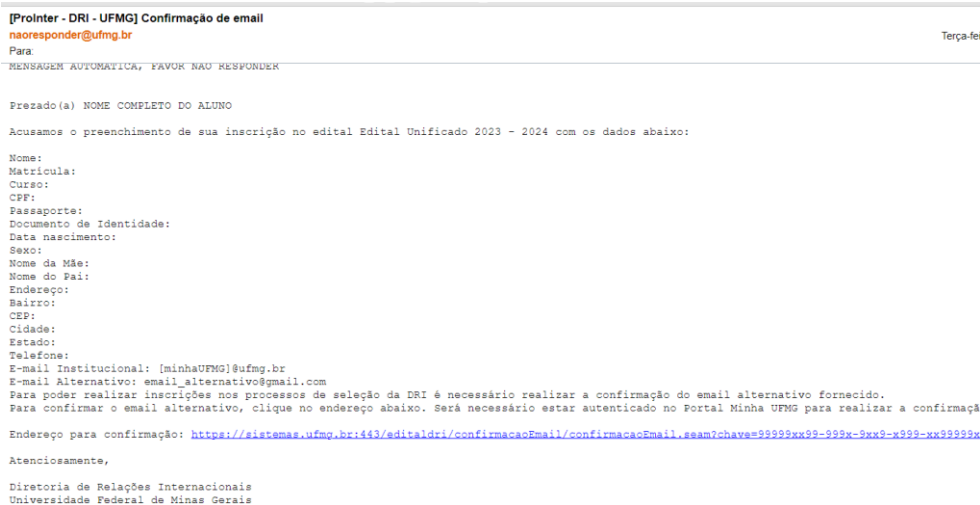 [ProInter - DRI - UFMG] Confirmação de email
naoresponder@ufmg.br
Terça-fei
Para:
MENSAGEM AUTOMATICA, FAVOR NAO RESPONDER
Prezado(a) NOME COMPLETO DO ALUNO
Acusamos o preenchimento de sua inscrição no edital Edital Unificado 2023 - 2024 com os dados abaixo:
Nome:
Matrícula:
Curso:
CPF:
Passaporte:
Documento de Identidade:
Data nascimento:
Sexo:
Nome da Mãe:
Nome do Pai:
Endereço:
Bairro:
CEP:
Cidade:
Estado:
Telefone:
E-mail Institucional: [minhaUFMG]@ufmg.br
E-mail Alternativo: email_alternativo@gmail.com
Para poder realizar inscrições nos processos de seleção da DRI é necessário realizar a confirmação do email alternativo fornecido.
Para confirmar o email alternativo, clique no endereço abaixo. Será necessário estar autenticado no Portal Minha UFMG para realizar a confirmaçã
Endereço para confirmação: https://sistemas.ufmg.br:443/editaldri/confirmacaoEmail/confirmacaoEmail.seam?chave=99999xx99-999x-9xx9-x999-xx99999x
Atenciosamente,
Diretoria de Relações Internacionais
Universidade Federal de Minas Gerais